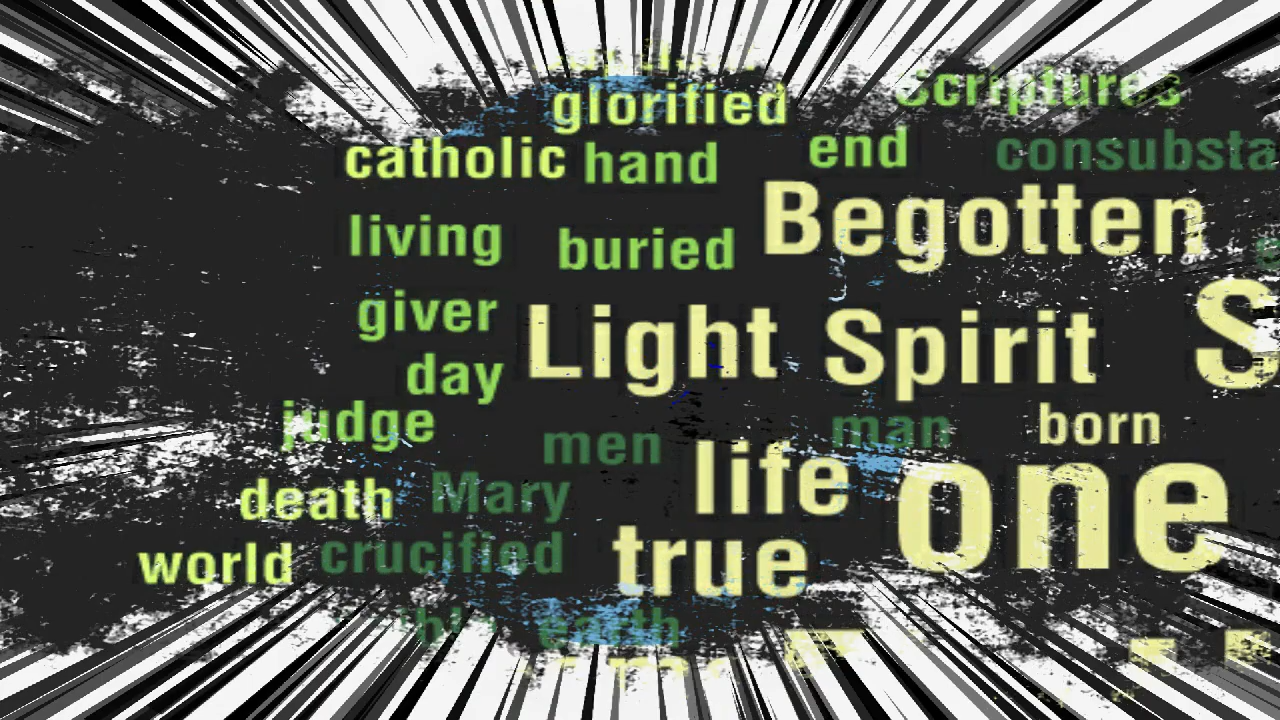 Scriptures
glorified
catholic hand end consubsta
Begotten
living buried
giver Light Spirit S
day
judge men man born
life one
death Mary
world crucified true
earth